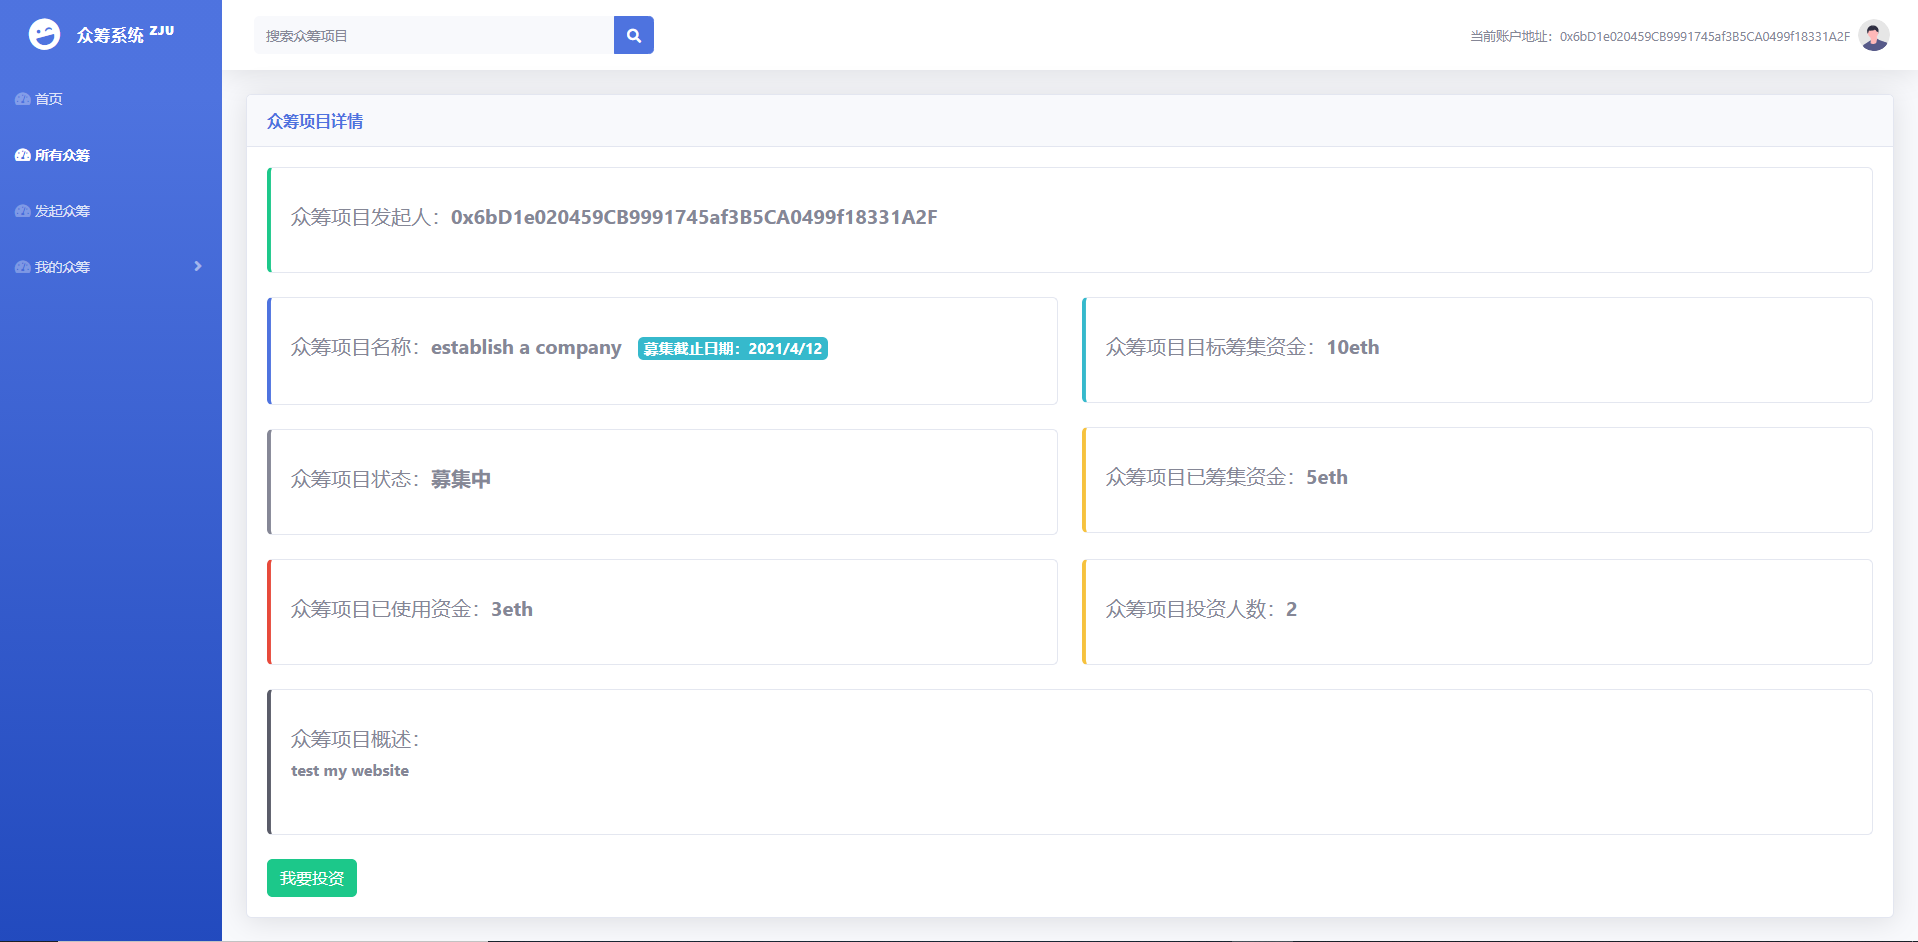 众筹系统 ZJU
搜索众筹项目
当前账户地址：0x6bD1e020459CB9991745af3B5CA0499f18331A2F
首页
所有众筹
发起众筹
我的众筹
众筹项目详情
众筹项目发起人：0x6bD1e020459CB9991745af3B5CA0499f18331A2F
众筹项目名称：establish a company 募集截止日期：2021/4/12
众筹项目目标筹集资金：10eth
众筹项目状态：募集中
众筹项目已筹集资金：5eth
众筹项目已使用资金：3eth
众筹项目投资人数：2
众筹项目概述：
test my website
我要投资